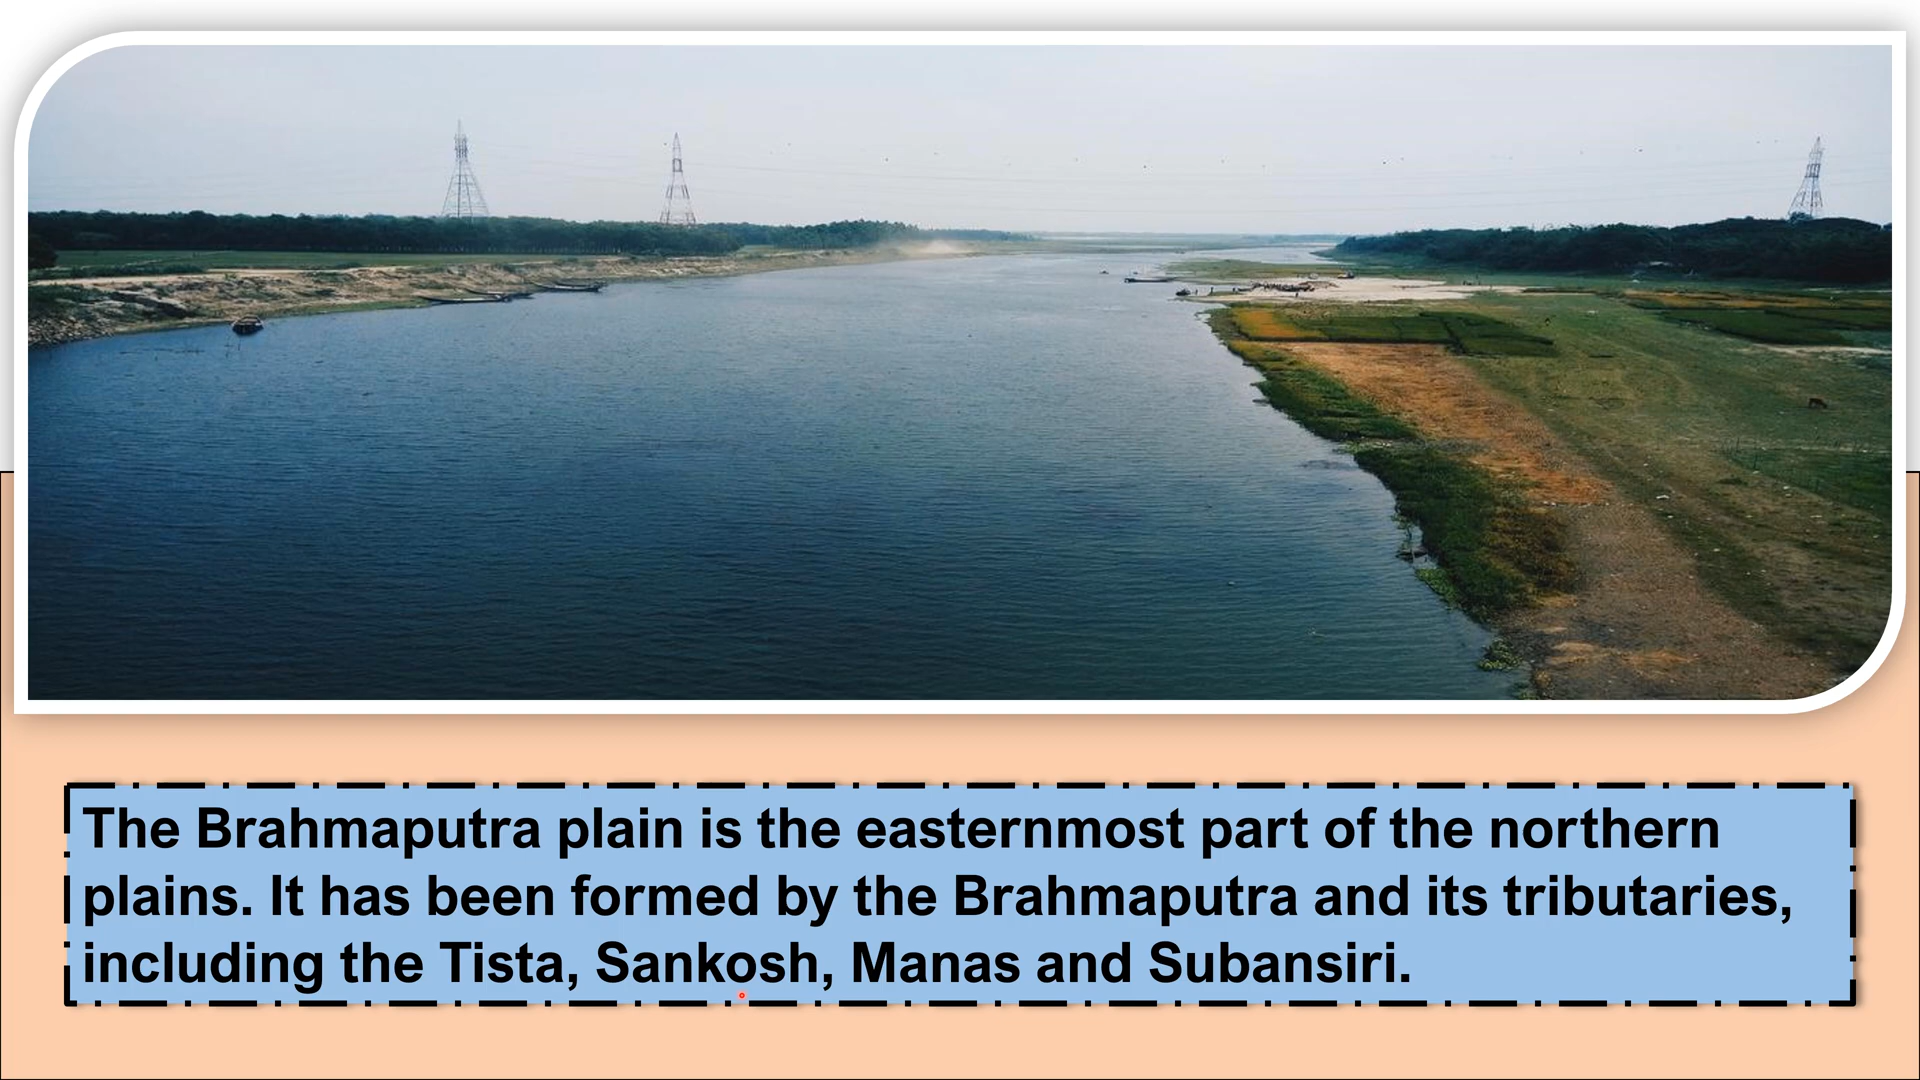 The Brahmaputra plain is the easternmost part of the northern
plains. It has been formed by the Brahmaputra and its tributaries,
including the Tista, Sankosh, Manas and Subansiri.